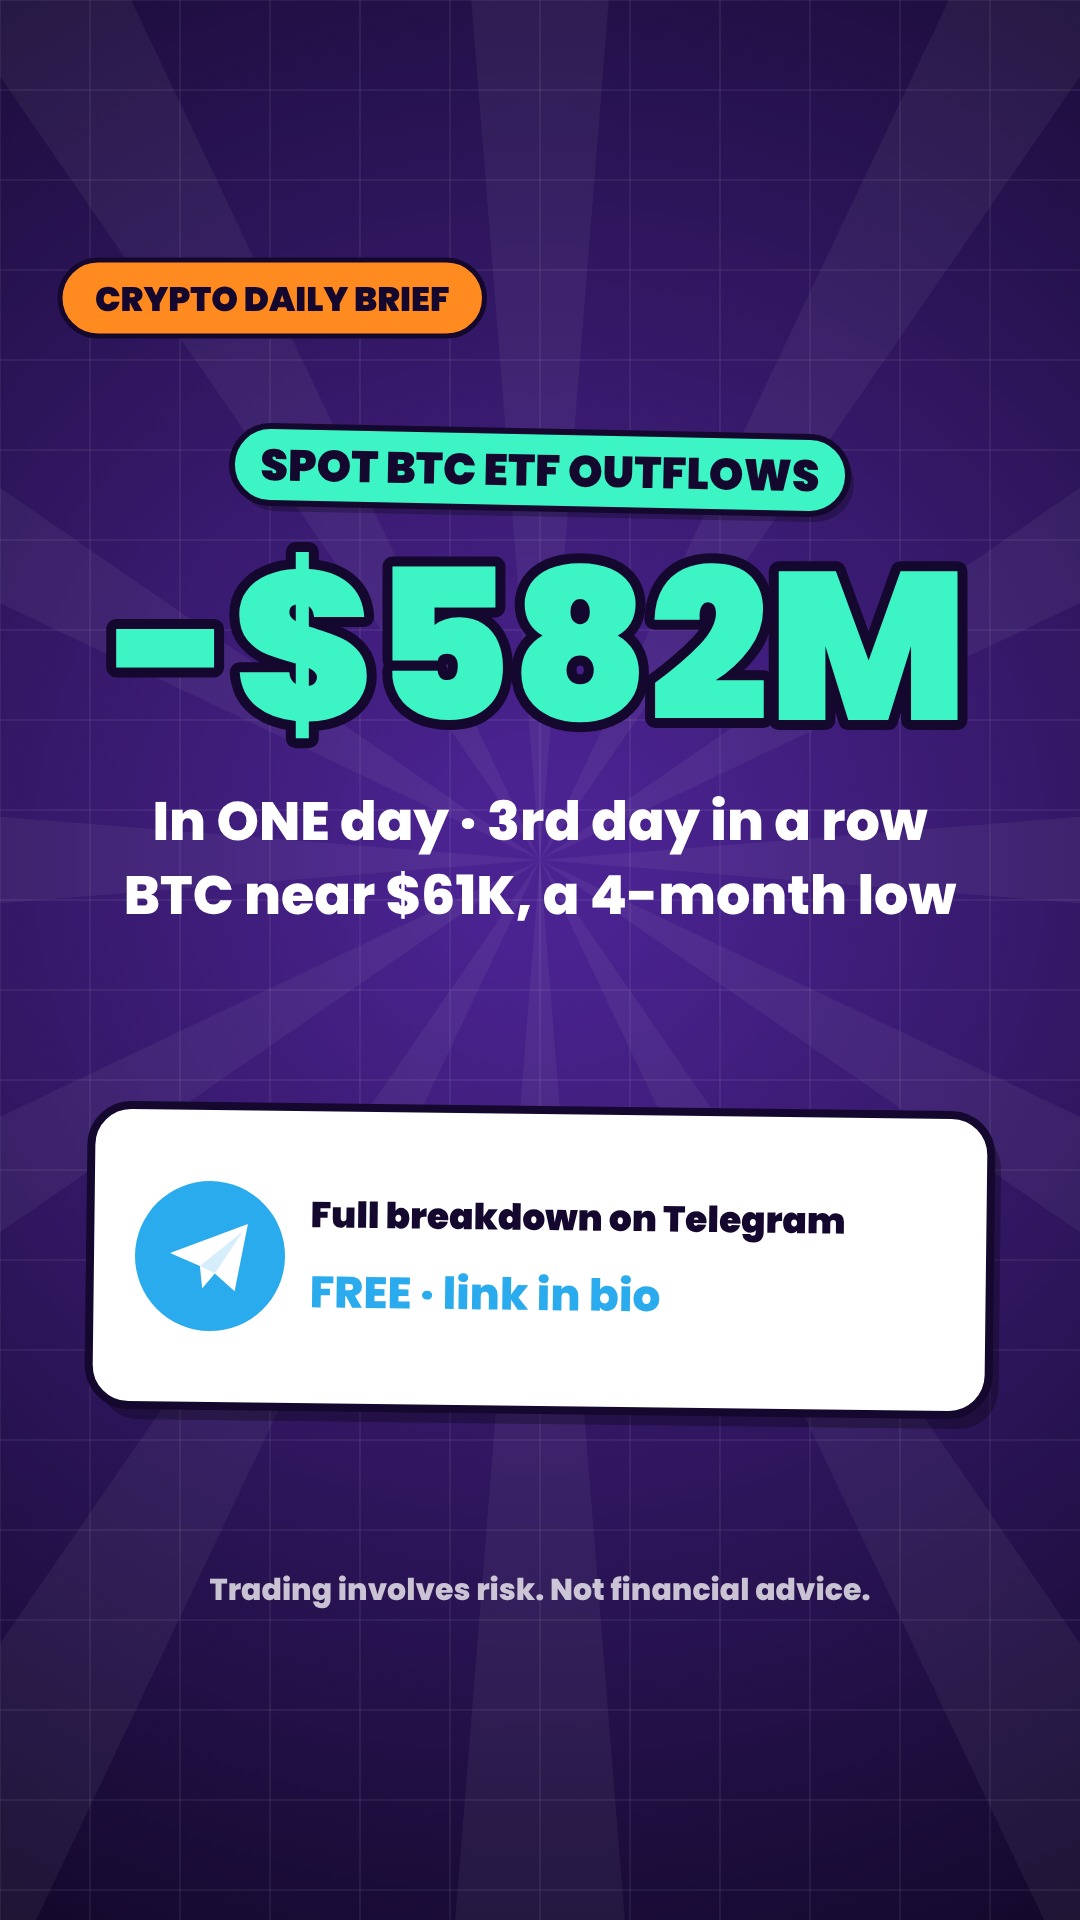 CRYPTO DAILY BRIEF
SPOT BTC ETF OUTFLOWS
-$582M
In ONE day · 3rd day in a row
BTC near $61K, a 4-month low
Full breakdown on Telegram
FREE · link in bio
Trading involves risk. Not financial advice.